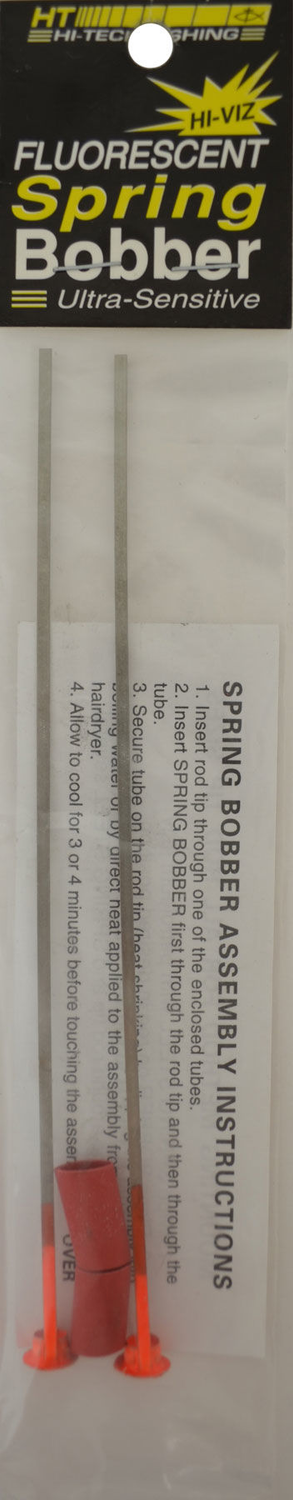 HT
HI-TECH FISHING
HI-VIZ
FLUORESCENT
Spring
Bobber
Ultra-Sensitive
SPRING BOBBER ASSEMBLY INSTRUCTIONS
1. Insert rod tip through one of the enclosed tubes.
2. Insert SPRING BOBBER first through the rod tip and then through the
tube.
3. Secure tube on the rod tip (heat shrinking)
boiling water or by direct heat applied to the assembly
hairdryer.
4. Allow to cool for 3 or 4 minutes before touching the
OVER